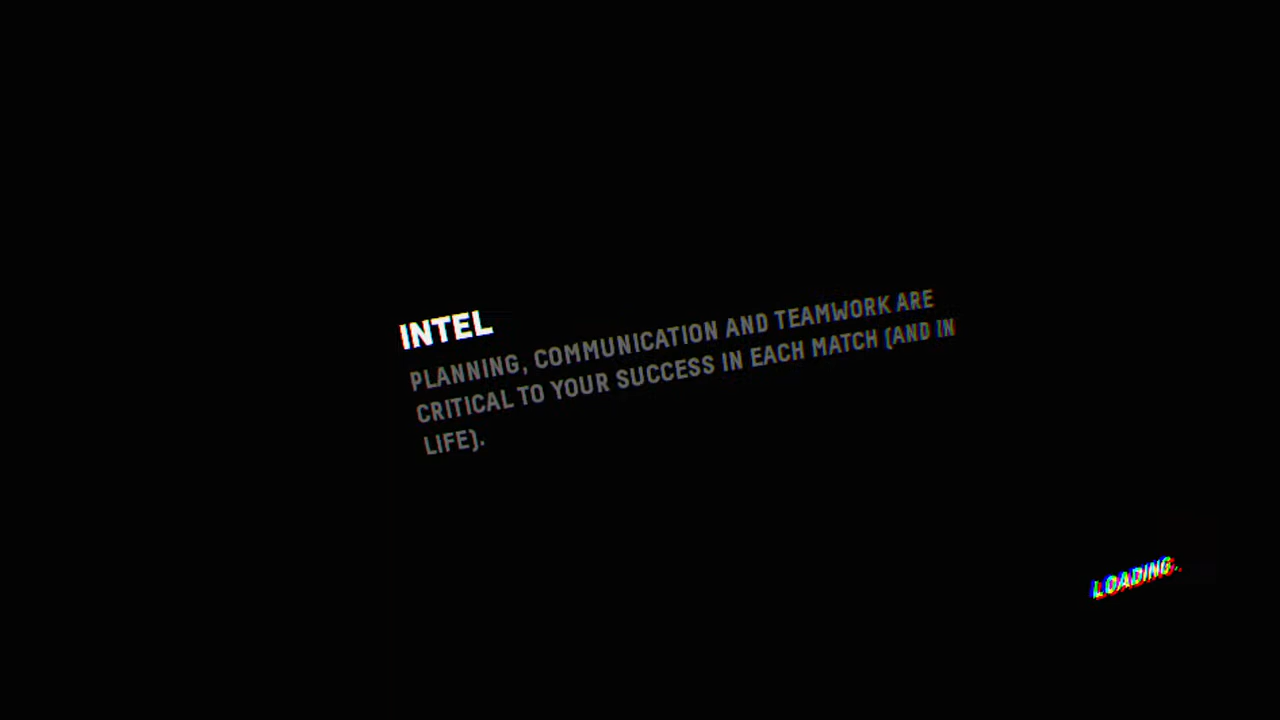 INTEL
PLANNING, COMMUNICATION AND TEAMWORK ARE
CRITICAL TO YOUR SUCCESS IN EACH MATCH (AND IN
LIFE).
LOADING..